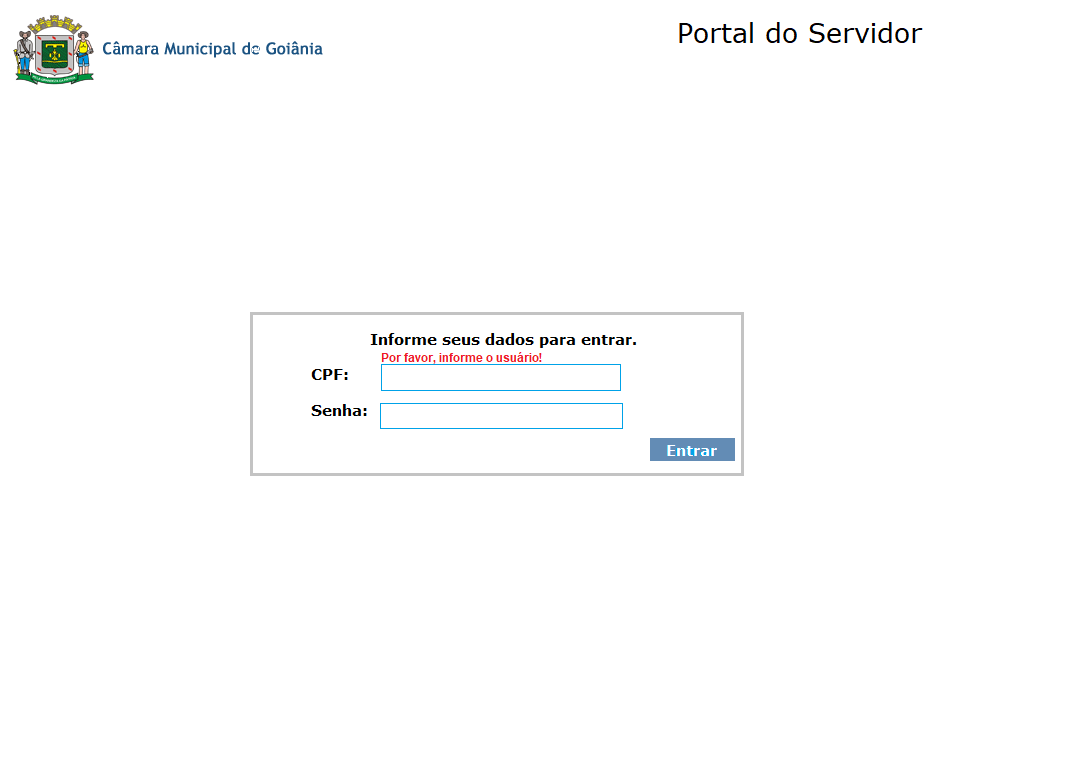 Câmara Municipal de Goiânia
Portal do Servidor
Informe seus dados para entrar.
Por favor, informe o usuário!
CPF:
Senha:
Entrar